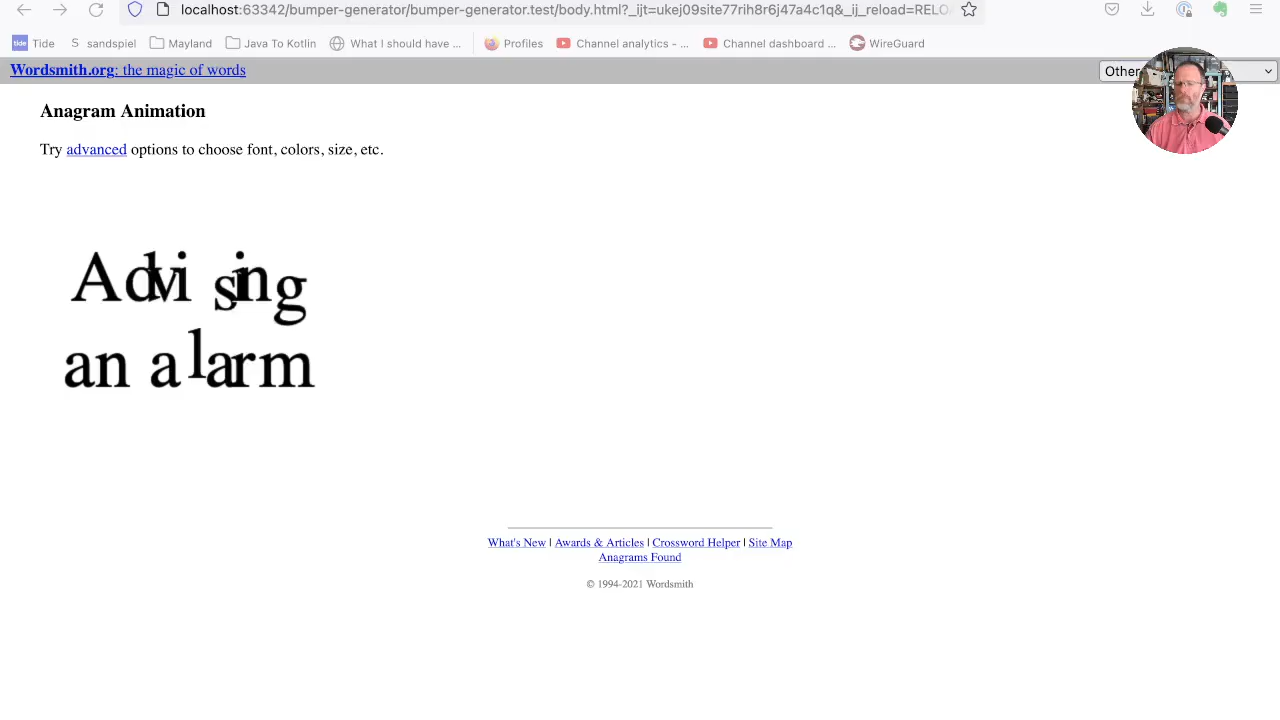 localhost:63342/bumper-generator/bumper-generator.test/body.html?_ijt=ukej09site77rih8r6j47a4c1q&_ij_reload=RELO
tide Tide S sandspiel Mayland Java To Kotlin What I should have ... Profiles Channel analytics - ... Channel dashboard ... WireGuard
Wordsmith.org: the magic of words Other
Anagram Animation
Try advanced options to choose font, colors, size, etc.
Advising
an alarm
What's New | Awards & Articles | Crossword Helper | Site Map
Anagrams Found
© 1994-2021 Wordsmith